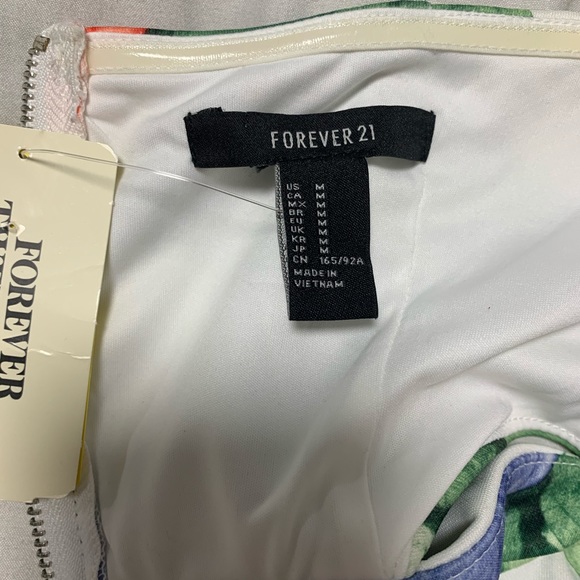 FOREVER 21
US M
CA M
MX M
BR M
EU M
UK M
KR M
JP M
CN 165/92A
MADE IN
VIETNAM
FOREVER